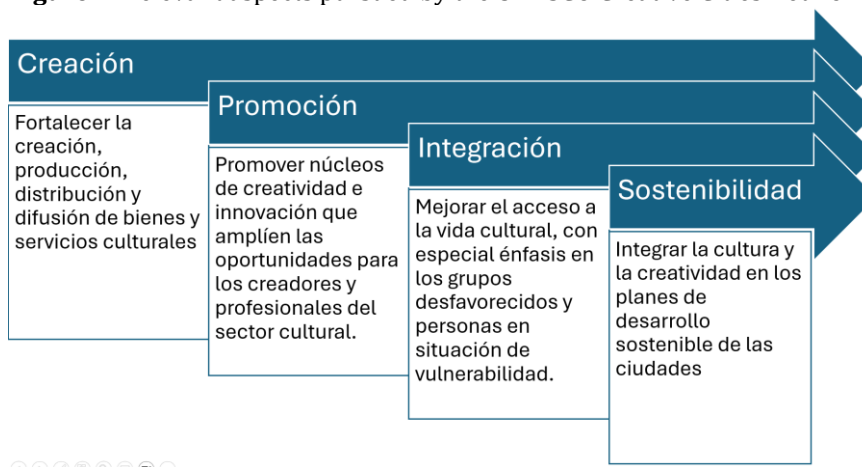 Creación
Fortalecer la
creación,
producción,
distribución y
difusión de bienes y
servicios culturales
Promoción
Promover núcleos
de creatividad e
innovación que
amplíen las
oportunidades para
los creadores y
profesionales del
sector cultural.
Integración
Mejorar el acceso a
la vida cultural, con
especial énfasis en
los grupos
desfavorecidos y
personas en
situación de
vulnerabilidad.
Sostenibilidad
Integrar la cultura y
la creatividad en los
planes de
desarrollo
sostenible de las
ciudades